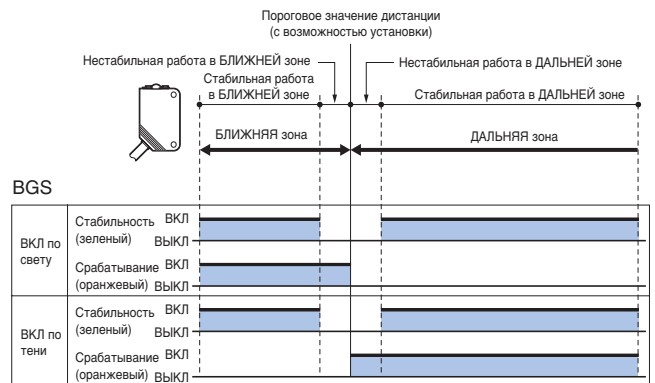 Пороговое значение дистанции
(с возможностью установки)
Нестабильная работа в БЛИЖНЕЙ зоне
Нестабильная работа в ДАЛЬНЕЙ зоне
Стабильная работа
в БЛИЖНЕЙ зоне
Стабильная работа в ДАЛЬНЕЙ зоне
БЛИЖНЯЯ зона
ДАЛЬНЯЯ зона
BGS
ВКЛ по
свету
Стабильность
(зеленый)
ВКЛ
ВЫКЛ
Срабатывание
(оранжевый)
ВКЛ
ВЫКЛ
ВКЛ по
тени
Стабильность
(зеленый)
ВКЛ
ВЫКЛ
Срабатывание
(оранжевый)
ВКЛ
ВЫКЛ